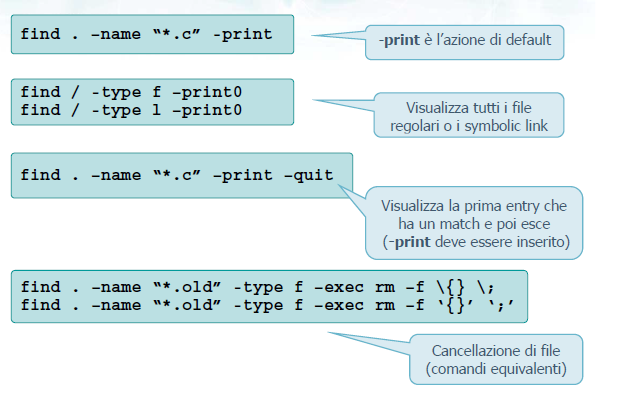 find . –name “*.c” -print
-print è l’azione di default
find / -type f –print0
find / -type l –print0
Visualizza tutti i file
regolari o i symbolic link
find . –name “*.c” -print -quit
Visualizza la prima entry che
ha un match e poi esce
(-print deve essere inserito)
find . –name “*.old” -type f –exec rm –f \{} \;
find . –name “*.old” -type f –exec rm –f ‘{}’ ‘;’
Cancellazione di file
(comandi equivalenti)